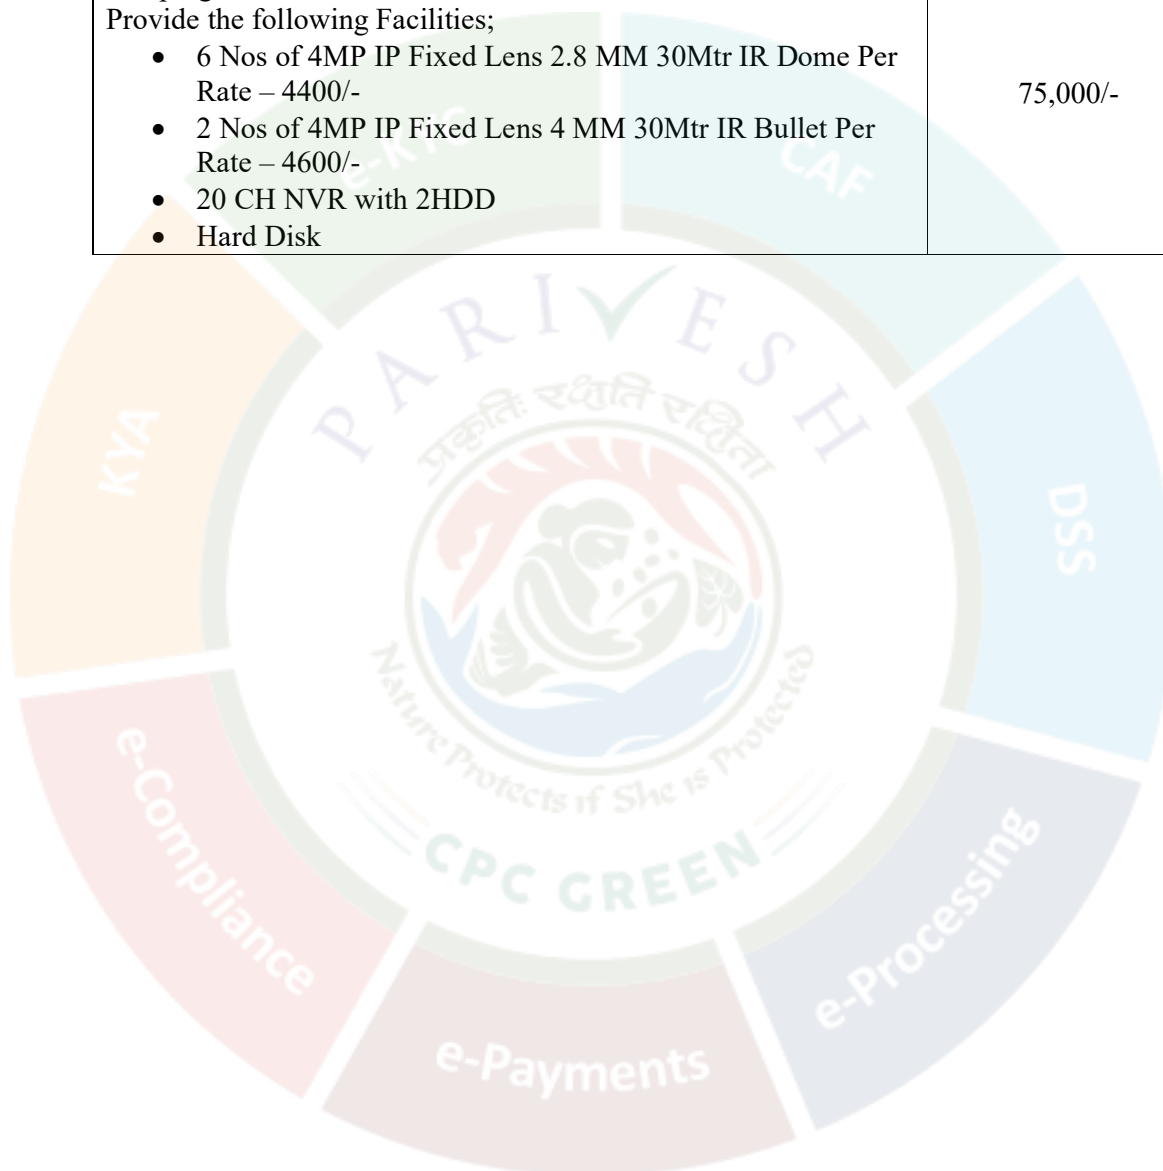 Provide the following Facilities;
• 6 Nos of 4MP IP Fixed Lens 2.8 MM 30Mtr IR Dome Per
Rate – 4400/-
75,000/-
• 2 Nos of 4MP IP Fixed Lens 4 MM 30Mtr IR Bullet Per
Rate – 4600/-
• 20 CH NVR with 2HDD
• Hard Disk
e-KYC
CAF
PARIVESH
प्रकृतिः रक्षति रक्षिता
KYA
DSS
Nature Protects if She is Protected
CPC GREEN
e-Compliance
e-Processing
e-Payments